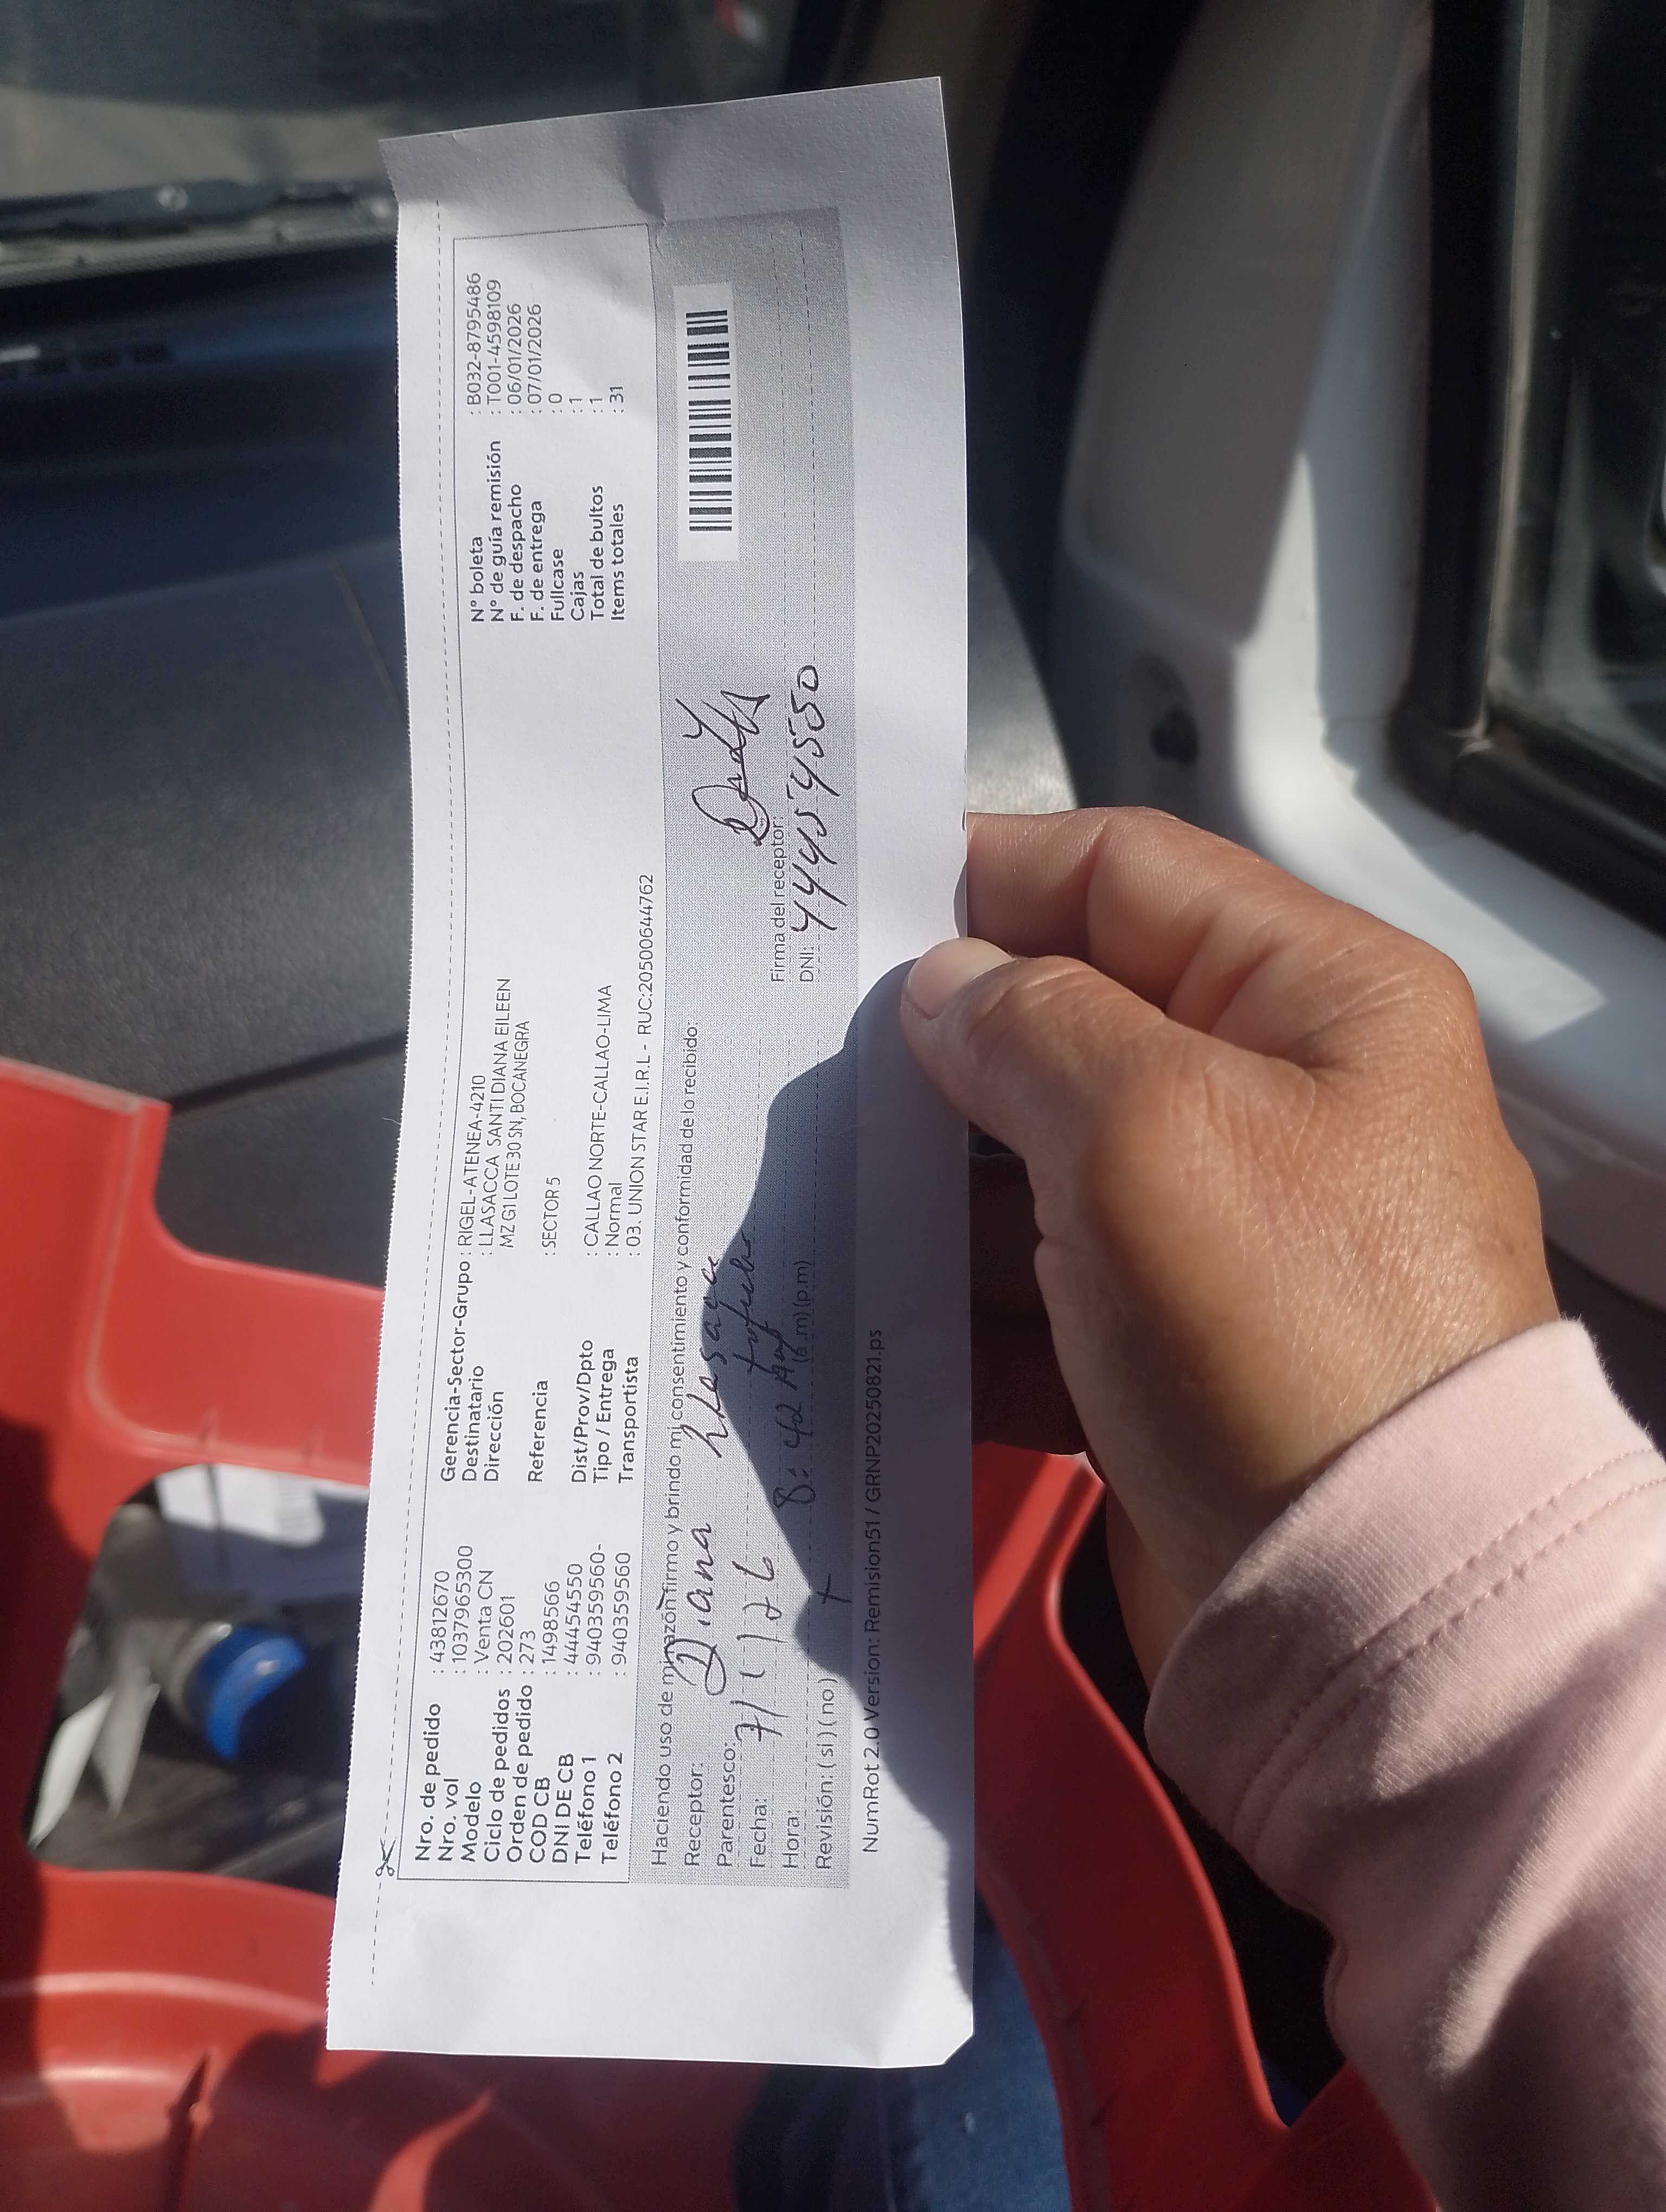 Nro. de pedido : 43812670
Nro. vol : 1037965300
Modelo : Venta CN
Ciclo de pedidos : 202601
Orden de pedido : 273
COD CB : 1498566
DNI DE CB : 44454550
Teléfono 1 : 940359560-
Teléfono 2 : 940359560
Gerencia-Sector-Grupo : RIGEL-ATENEA-4210
Destinatario : LLASACCA SANTI DIANA EILEEN
Dirección MZ G1 LOTE 30 SN, BOCANEGRA
Referencia : SECTOR 5
Dist/Prov/Dpto : CALLAO NORTE-CALLAO-LIMA
Tipo / Entrega : Normal
Transportista : 03. UNION STAR E.I.R.L - RUC:20500644762
N° boleta : B032-8795486
N° de guía remisión : T001-4598109
F. de despacho : 06/01/2026
F. de entrega : 07/01/2026
Fullcase : 0
Cajas : 1
Total de bultos : 1
Items totales : 31
Haciendo uso de mi razón firmo y brindo mi consentimiento y conformidad de lo recibido:
Receptor: Diana
Parentesco:
Fecha: 7/1/26
Hora: 8:42 (a.m)(p.m)
Revisión: (si) (no)
Firma del receptor:
DNI: 44454550
NumRot 2.0 Version: Remision51 / GRNP20250821.ps